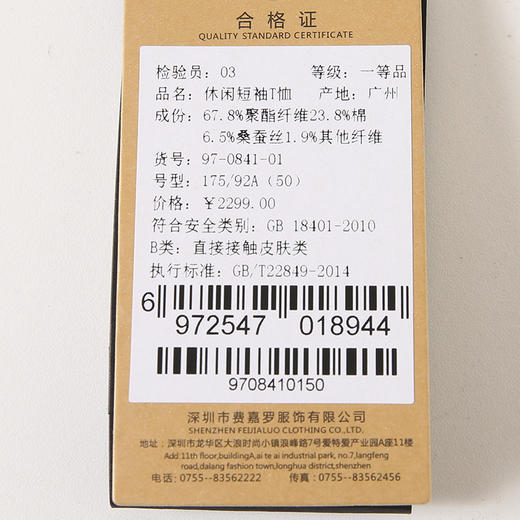 合格证
QUALITY STANDARD CERTIFICATE
检验员: 03 等级: 一等品
品名: 休闲短袖T恤 产地: 广州
成份: 67.8%聚酯纤维23.8%棉
6.5%桑蚕丝1.9%其他纤维
货号: 97-0841-01
号型: 175/92A (50)
价格: ￥2299.00
符合安全类别: GB 18401-2010
B类: 直接接触皮肤类
执行标准: GB/T22849-2014
6 972547 018944
9708410150
深圳市费嘉罗服饰有限公司
SHENZHEN FEIJIALUO CLOTHING CO.,LTD.
地址: 深圳市龙华区大浪时尚小镇浪峰路7号爱特爱产业园A座11楼
Add:11th floor,buildingA,ai te ai industrial park, no.7,langfeng
road,dalang fashion town,longhua district,shenzhen
电话: 0755--83562222 传真: 0755--83562456